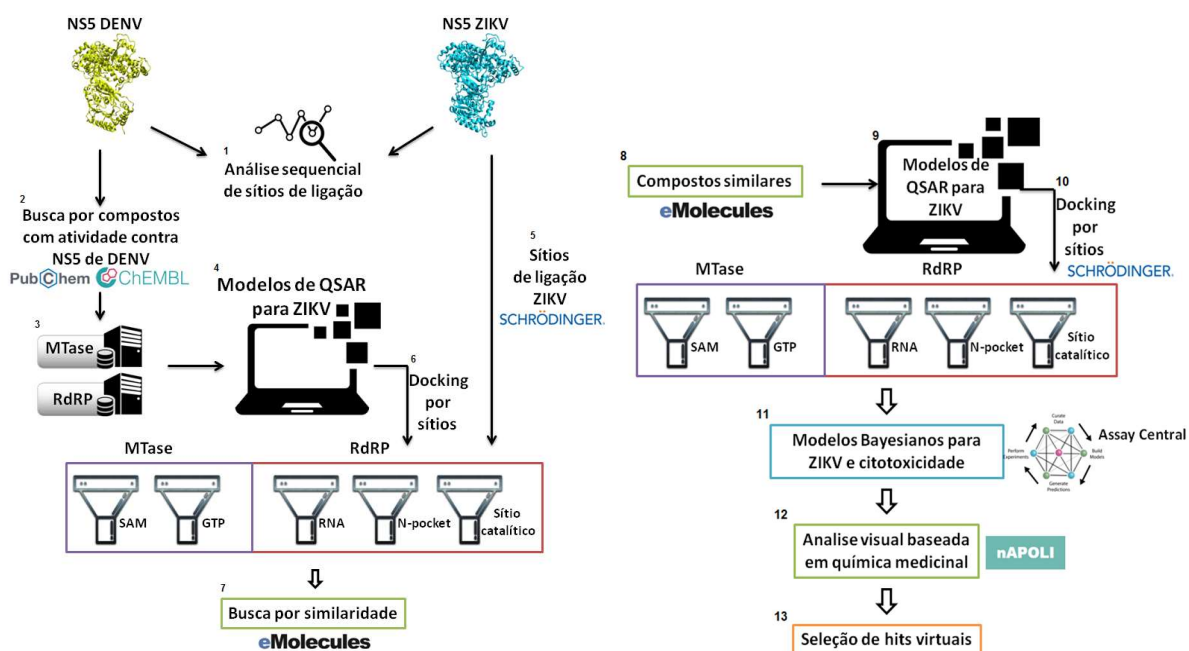 NS5 DENV
NS5 ZIKV
1
Análise sequencial
de sítios de ligação
2
Busca por compostos
com atividade contra
NS5 de DENV
PubChem
ChEMBL
3
MTase
RdRP
4
Modelos de QSAR
para ZIKV
5
Sítios
de ligação
ZIKV
SCHRÖDINGER.
6
Docking
por
sítios
MTase
RdRP
SAM
GTP
RNA
N-pocket
Sítio
catalítico
7
Busca por similaridade
eMolecules
8
Compostos similares
eMolecules
9
Modelos de
QSAR para
ZIKV
10
Docking
por
sítios
SCHRÖDINGER.
MTase
RdRP
SAM
GTP
RNA
N-pocket
Sítio
catalítico
11
Modelos Bayesianos para
ZIKV e citotoxicidade
Curate
Data
Build
Models
Generate
Predictions
Perform
Experiments
Assay Central
12
Analise visual baseada
em química medicinal
nAPOLI
13
Seleção de hits virtuais